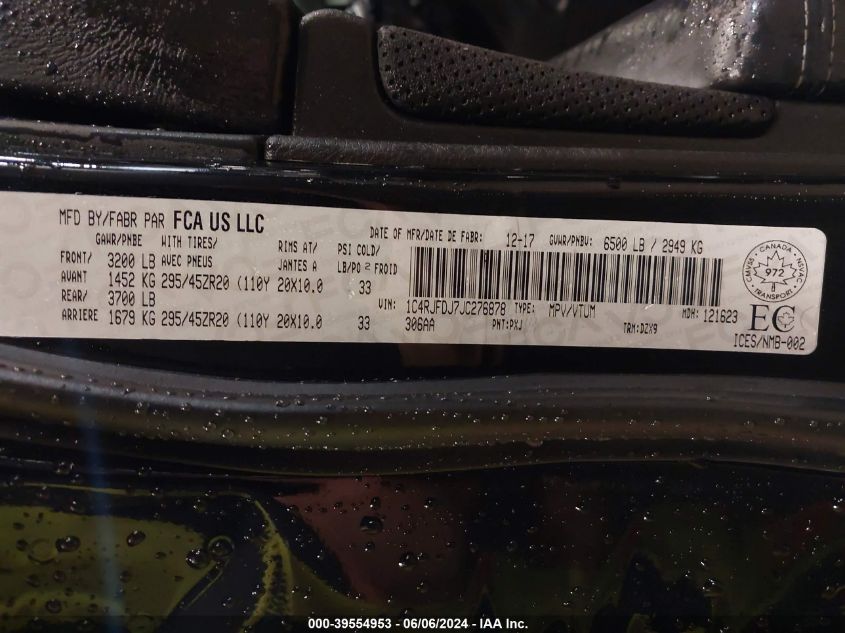 MFD BY/FABR PAR FCA US LLC
DATE OF MFR/DATE DE FABR: 12-17 GVWR/PNBV: 6500 LB / 2949 KG
GAWR/PNBE WITH TIRES/ RIMS AT/ PSI COLD/
FRONT/ 3200 LB AVEC PNEUS JANTES A LB/PO 2 FROID
AVANT 1452 KG 295/45ZR20 (110Y 20X10.0 33
REAR/ 3700 LB
ARRIERE 1679 KG 295/45ZR20 (110Y 20X10.0 33
VIN: 1C4RJFDJ7JC276878 TYPE: MPV/VTUM MDH: 121623
306AA PNT: PXJ TRM: DZX9
CANADA
CMVSS NSVAC
972
TRANSPORT
EC
ICES/NMB-002
000-39554953 / 06/06/2024 - IAA Inc.